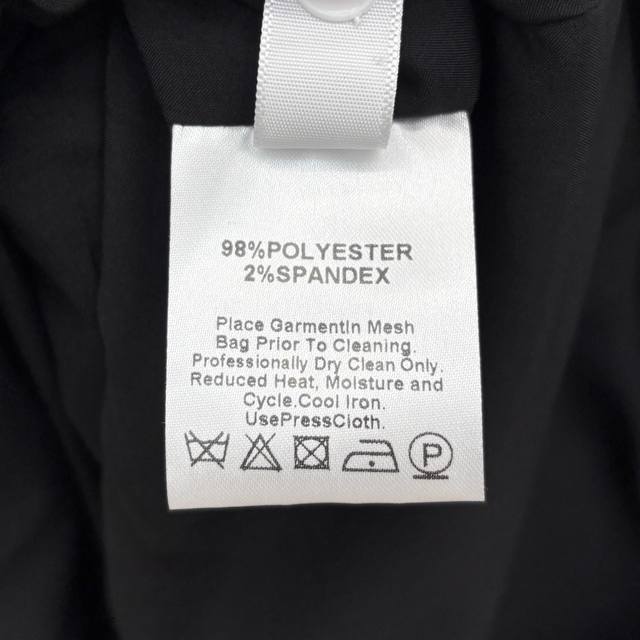 98%POLYESTER
2%SPANDEX
Place GarmentIn Mesh
Bag Prior To Cleaning.
Professionally Dry Clean Only.
Reduced Heat, Moisture and
Cycle.Cool Iron.
UsePressCloth.
P